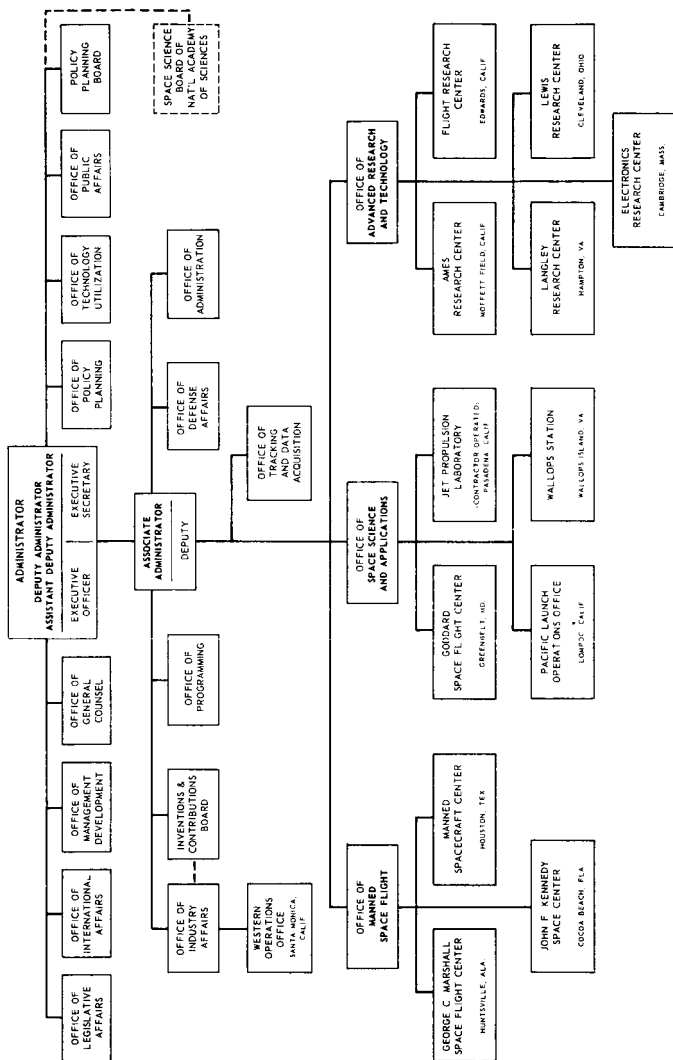 ADMINISTRATOR
DEPUTY ADMINISTRATOR
ASSISTANT DEPUTY ADMINISTRATOR
EXECUTIVE
OFFICER
EXECUTIVE
SECRETARY
OFFICE OF
LEGISLATIVE
AFFAIRS
OFFICE OF
INTERNATIONAL
AFFAIRS
OFFICE OF
MANAGEMENT
DEVELOPMENT
OFFICE OF
GENERAL
COUNSEL
OFFICE OF
POLICY
PLANNING
OFFICE OF
TECHNOLOGY
UTILIZATION
OFFICE OF
PUBLIC
AFFAIRS
POLICY
PLANNING
BOARD
SPACE SCIENCE
BOARD OF
NAT'L ACADEMY
OF SCIENCES
ASSOCIATE
ADMINISTRATOR
DEPUTY
OFFICE OF
INDUSTRY
AFFAIRS
INVENTIONS &
CONTRIBUTIONS
BOARD
OFFICE OF
PROGRAMMING
OFFICE OF
DEFENSE
AFFAIRS
OFFICE OF
ADMINISTRATION
WESTERN
OPERATIONS
OFFICE
SANTA MONICA,
CALIF
OFFICE OF
TRACKING
AND DATA
ACQUISITION
OFFICE OF
MANNED
SPACE FLIGHT
OFFICE OF
SPACE SCIENCE
AND APPLICATIONS
OFFICE OF
ADVANCED RESEARCH
AND TECHNOLOGY
GEORGE C MARSHALL
SPACE FLIGHT CENTER
HUNTSVILLE, ALA
MANNED
SPACECRAFT CENTER
HOUSTON, TEX
GODDARD
SPACE FLIGHT CENTER
GREENBELT, MD.
JET PROPULSION
LABORATORY
-CONTRACTOR OPERATED;
PASADENA CALIF
AMES
RESEARCH CENTER
MOFFETT FIELD, CALIF
FLIGHT RESEARCH
CENTER
EDWARDS, CALIF
JOHN F. KENNEDY
SPACE CENTER
COCOA BEACH, FLA
PACIFIC LAUNCH
OPERATIONS OFFICE
LOMPOC CALIF
WALLOPS STATION
WALLOPS ISLAND, VA
LANGLEY
RESEARCH CENTER
HAMPTON, VA
LEWIS
RESEARCH CENTER
CLEVELAND, OHIO
ELECTRONICS
RESEARCH CENTER
CAMBRIDGE, MASS.